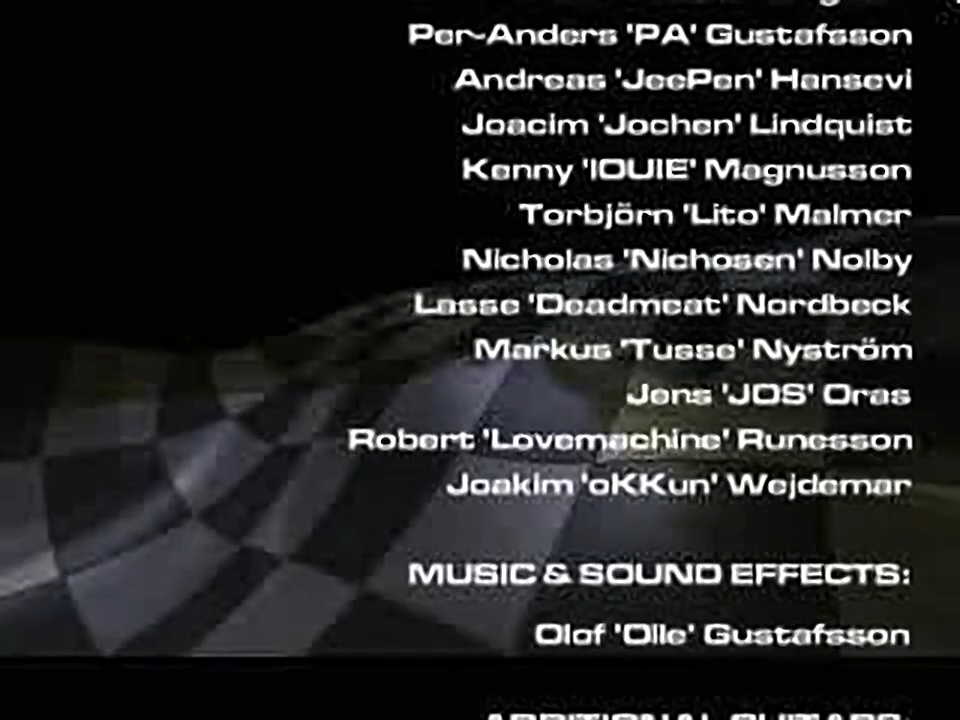 Per-Anders 'PA' Gustafsson
Andreas 'JeePen' Hansevi
Joacim 'Jochen' Lindquist
Kenny 'IOUIE' Magnusson
Torbjörn 'Lito' Malmer
Nicholas 'Nichosen' Nolby
Lasse 'Deadmeat' Nordbeck
Markus 'Tusse' Nyström
Jens 'JOS' Oras
Robert 'Lovemachine' Runesson
Joakim 'oKKun' Wejdemar
MUSIC & SOUND EFFECTS:
Olof 'Olle' Gustafsson